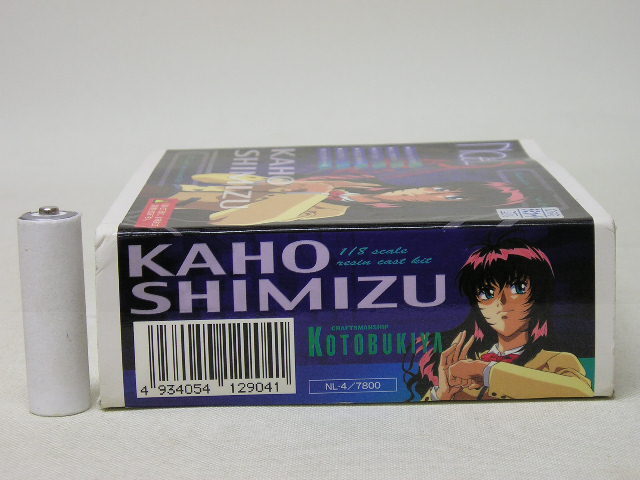 KAHO
SHIMIZU
KAHO
SHIMIZU
1/8 scale
resin cast kit
CRAFTSMANSHIP
KOTOBUKIYA
4 934054 129041
NL-4/7800